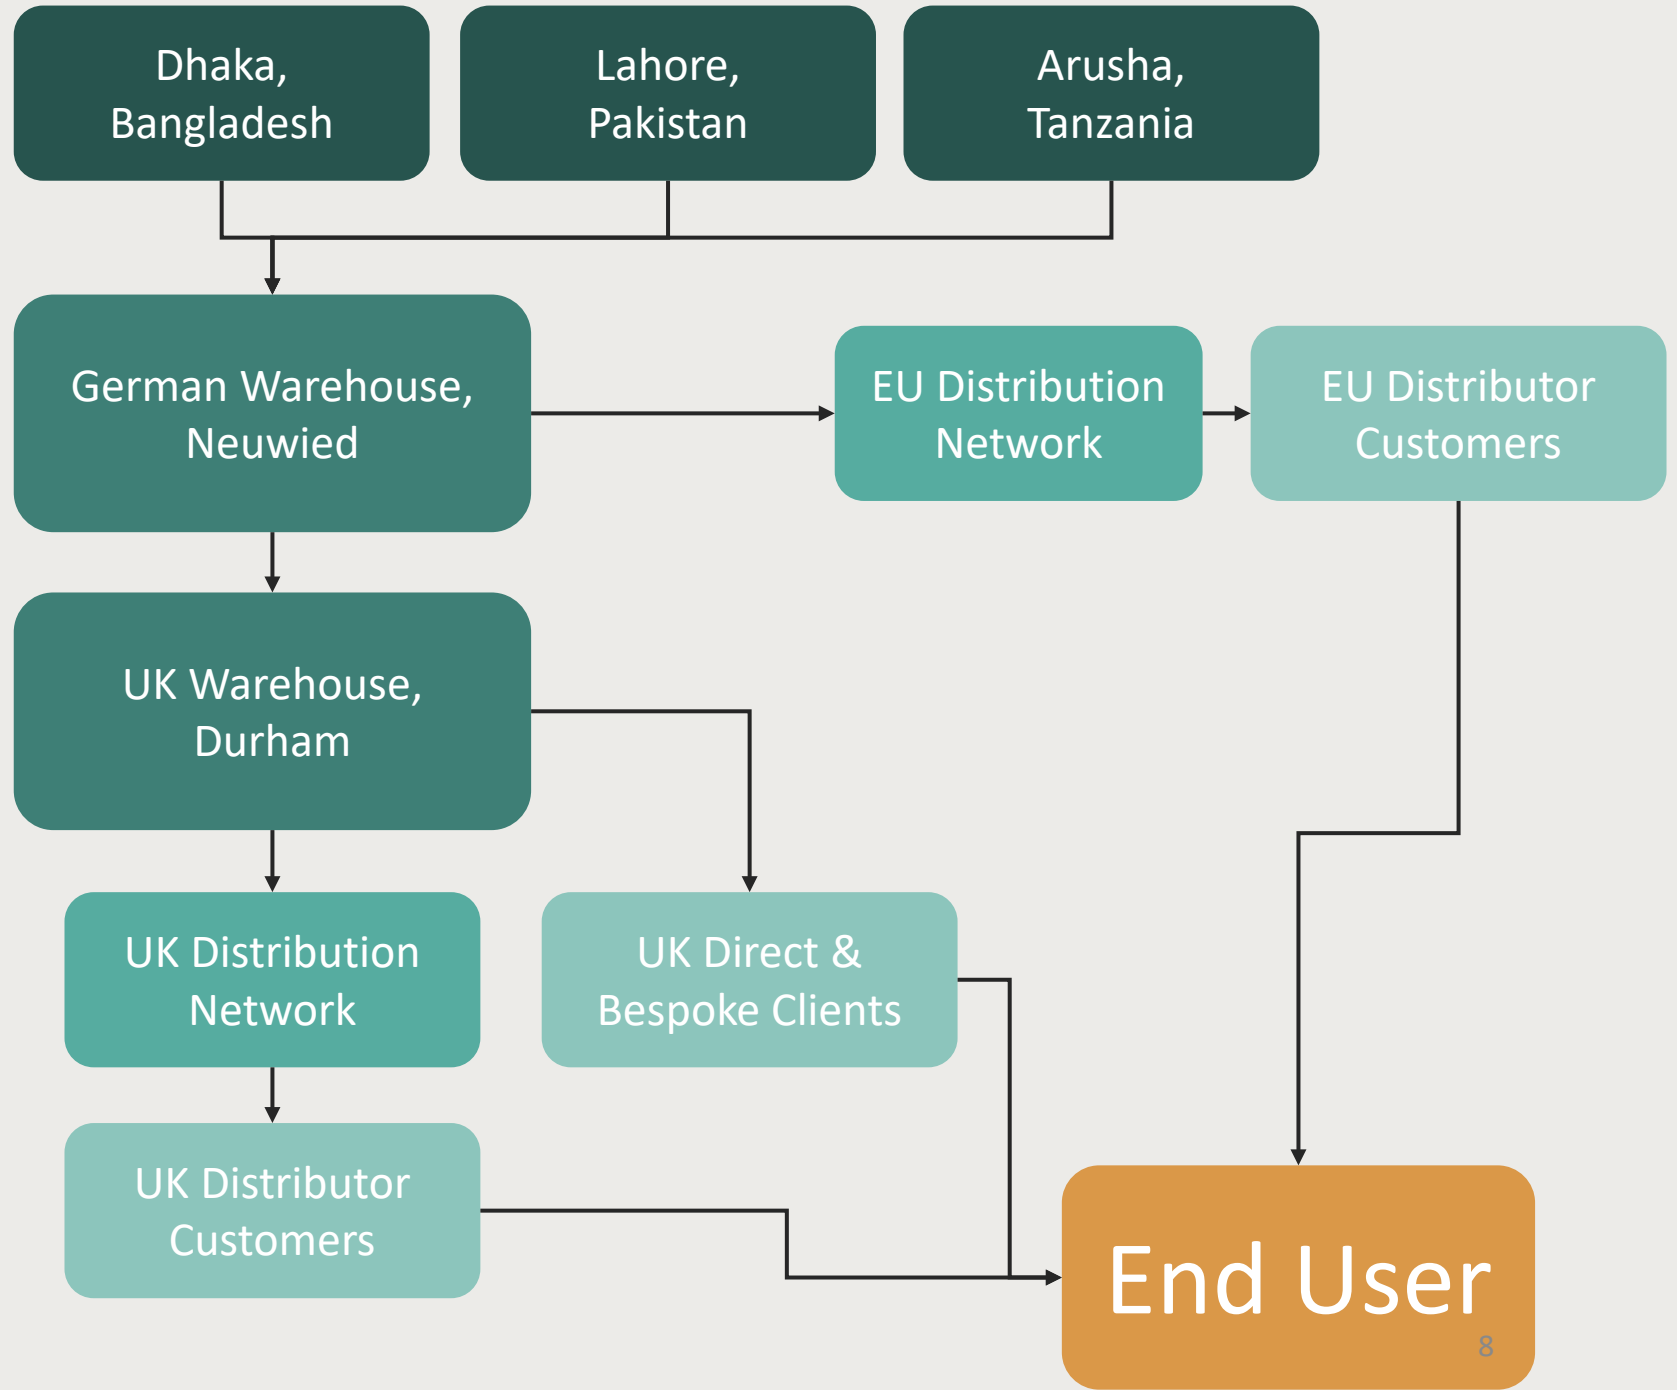 Dhaka,
Bangladesh
Lahore,
Pakistan
Arusha,
Tanzania
German Warehouse,
Neuwied
EU Distribution
Network
EU Distributor
Customers
UK Warehouse,
Durham
UK Distribution
Network
UK Direct &
Bespoke Clients
UK Distributor
Customers
End User
8